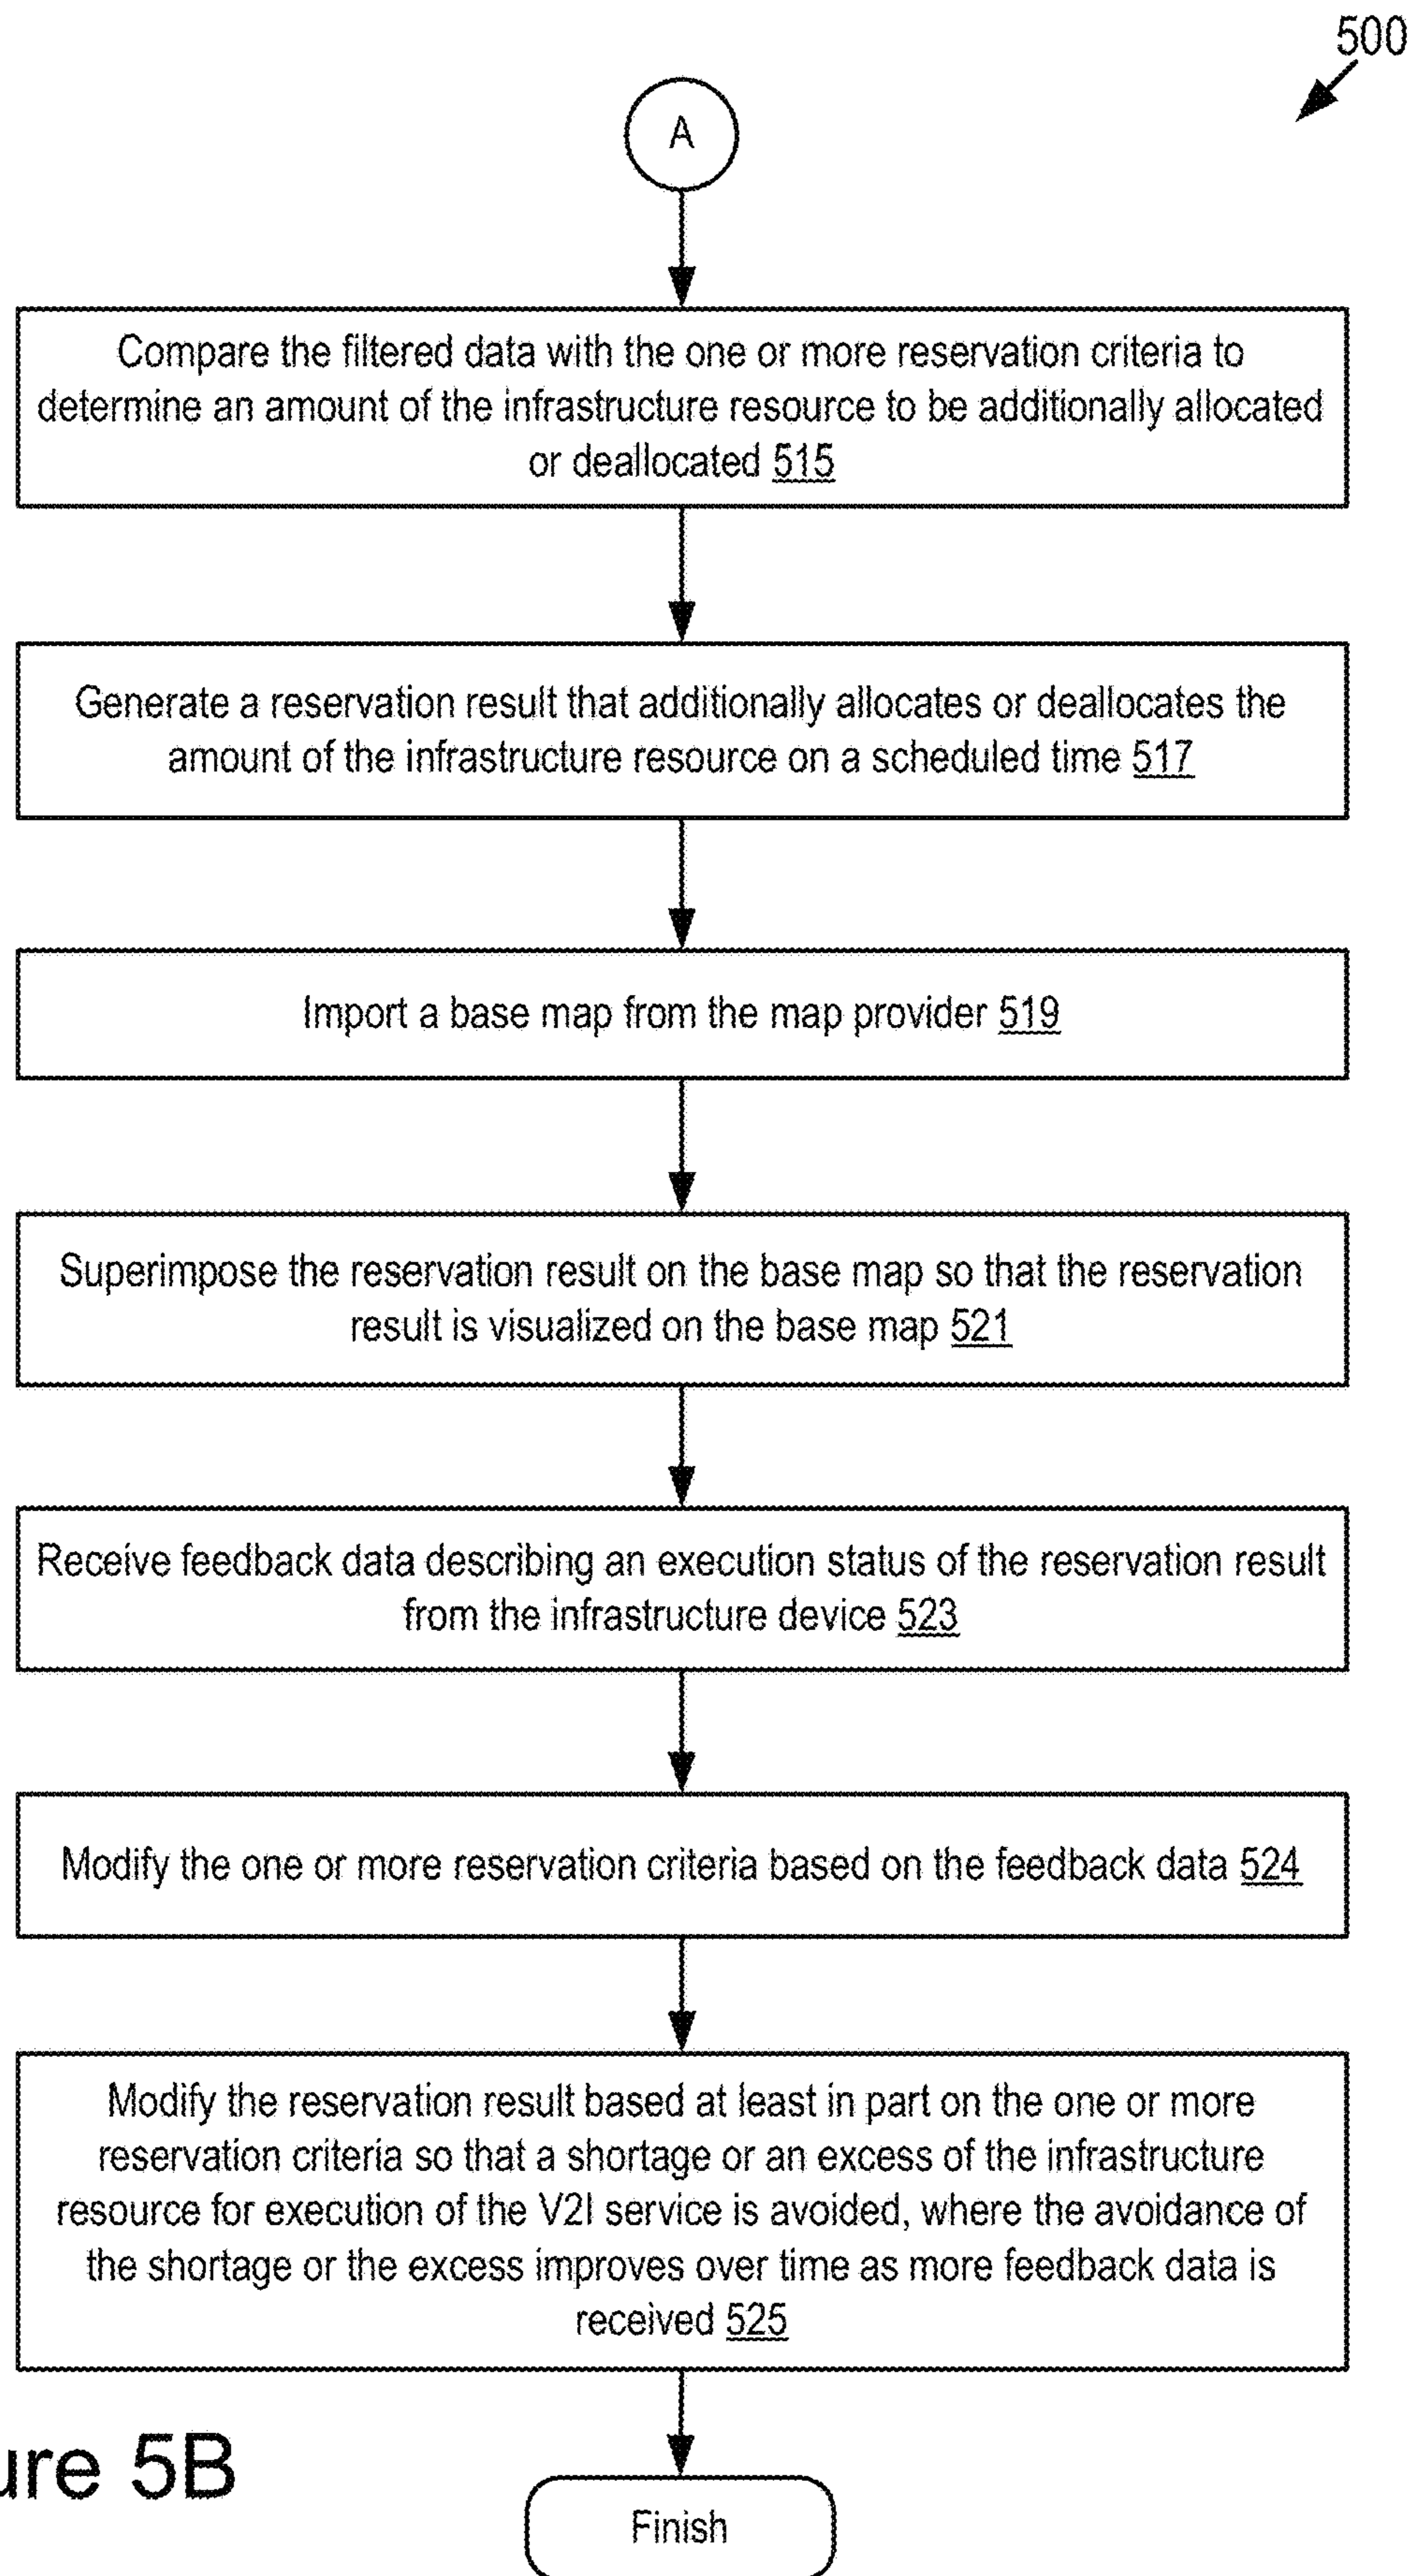 500
A
Compare the filtered data with the one or more reservation criteria to
determine an amount of the infrastructure resource to be additionally allocated
or deallocated 515
Generate a reservation result that additionally allocates or deallocates the
amount of the infrastructure resource on a scheduled time 517
Import a base map from the map provider 519
Superimpose the reservation result on the base map so that the reservation
result is visualized on the base map 521
Receive feedback data describing an execution status of the reservation result
from the infrastructure device 523
Modify the one or more reservation criteria based on the feedback data 524
Modify the reservation result based at least in part on the one or more
reservation criteria so that a shortage or an excess of the infrastructure
resource for execution of the V2I service is avoided, where the avoidance of
the shortage or the excess improves over time as more feedback data is
received 525
ure 5B
Finish